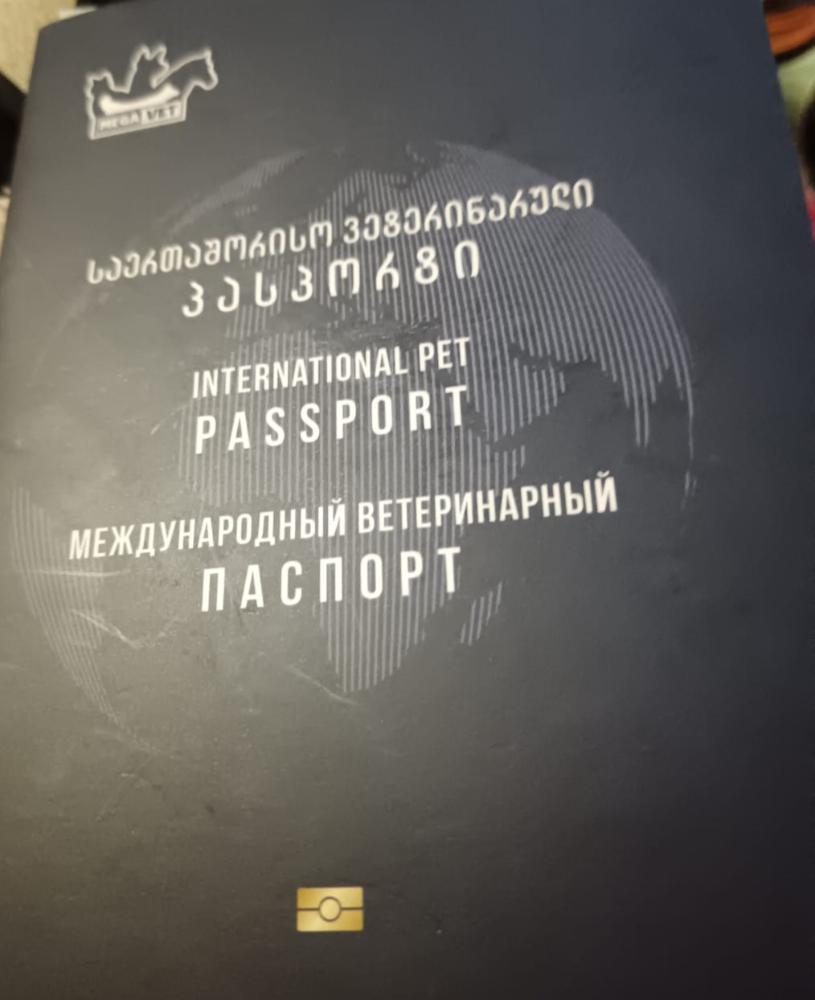 MEGA VET
ᲡᲐᲔᲠᲗᲐᲨᲝᲠᲘᲡᲝ ᲕᲔᲢᲔᲠᲘᲜᲐᲠᲣᲚᲘ
ᲞᲐᲡᲞᲝᲠᲢᲘ
INTERNATIONAL PET
PASSPORT
МЕЖДУНАРОДНЫЙ ВЕТЕРИНАРНЫЙ
ПАСПОРТ